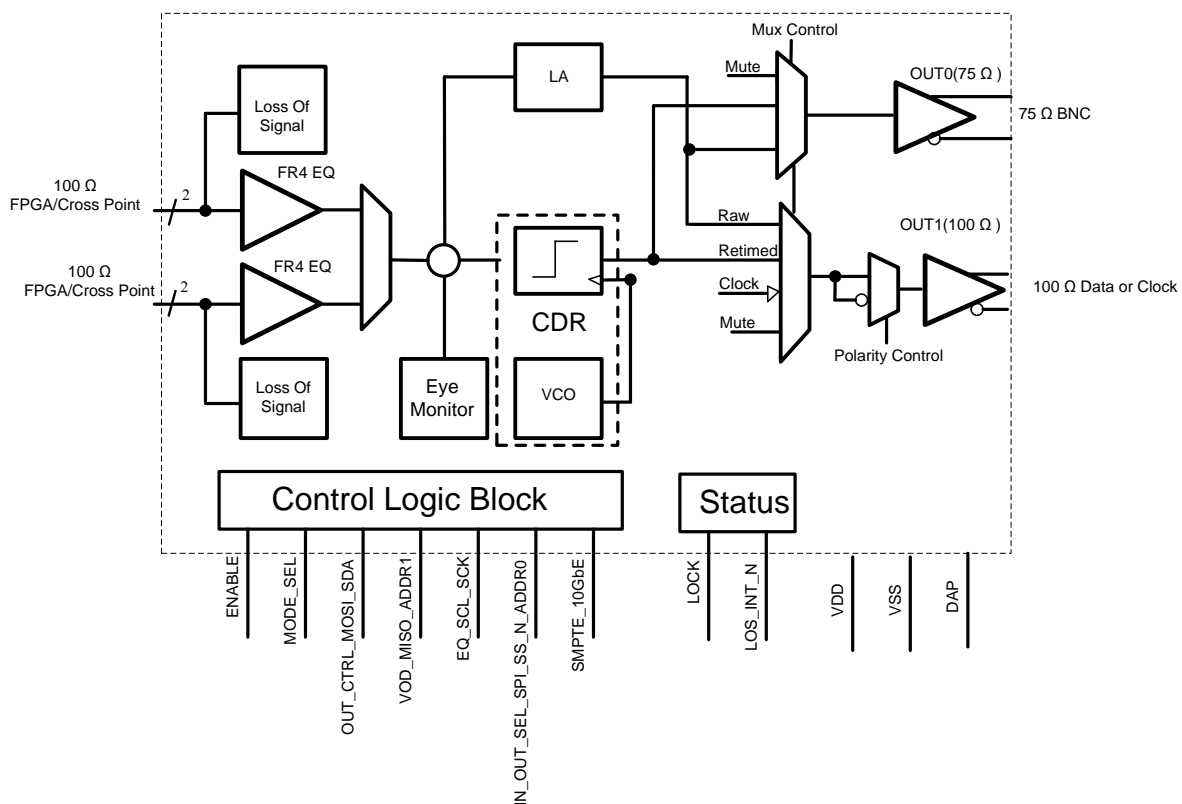 Mux Control
Mute
LA
OUT0(75 Ω )
75 Ω BNC
Loss Of
Signal
FR4 EQ
100 Ω
FPGA/Cross Point
2
FR4 EQ
100 Ω
FPGA/Cross Point
2
Raw
Retimed
Clock
Mute
OUT1(100 Ω )
100 Ω Data or Clock
Polarity Control
CDR
VCO
Loss Of
Signal
Eye
Monitor
Control Logic Block
Status
ENABLE
MODE_SEL
OUT_CTRL_MOSI_SDA
VOD_MISO_ADDR1
EQ_SCL_SCK
IN_OUT_SEL_SPI_SS_N_ADDR0
SMPTE_10GbE
LOCK
LOS_INT_N
VDD
VSS
DAP